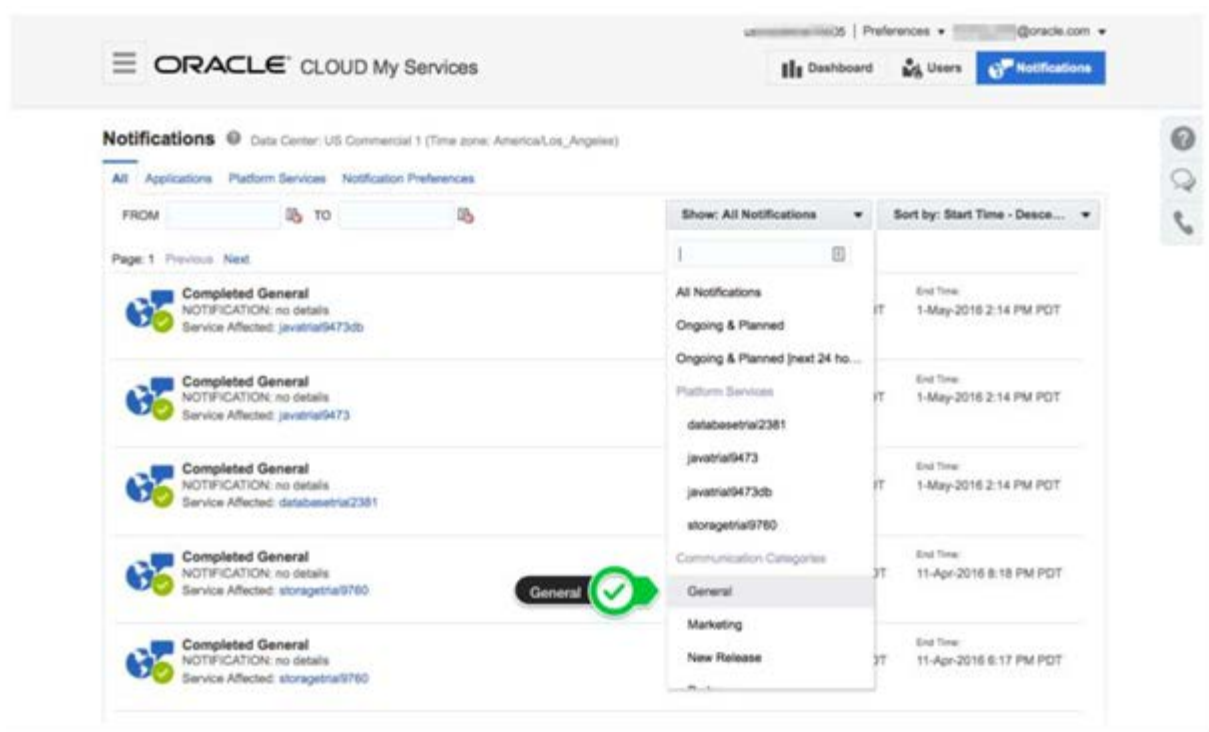 05 | Preferences @oracle.com
ORACLE CLOUD My Services
Dashboard Users Notifications
Notifications Data Center: US Commercial 1 (Time zone: America/Los_Angeles)
All Applications Platform Services Notification Preferences
FROM TO
Show: All Notifications Sort by: Start Time - Desce...
Page: 1 Previous Next
All Notifications
Ongoing & Planned
Ongoing & Planned [next 24 ho...
Platform Services
databasetrial2381
javatrial9473
javatrial9473db
storagetrial9760
Communication Categories
General
Marketing
New Release
General
Completed General
NOTIFICATION: no details
Service Affected: javatrial9473db
End Time:
1-May-2016 2:14 PM PDT
Completed General
NOTIFICATION: no details
Service Affected: javatrial9473
End Time:
1-May-2016 2:14 PM PDT
Completed General
NOTIFICATION: no details
Service Affected: databasetrial2381
End Time:
1-May-2016 2:14 PM PDT
Completed General
NOTIFICATION: no details
Service Affected: storagetrial9760
End Time:
11-Apr-2016 8:18 PM PDT
Completed General
NOTIFICATION: no details
Service Affected: storagetrial9760
End Time:
11-Apr-2016 6:17 PM PDT